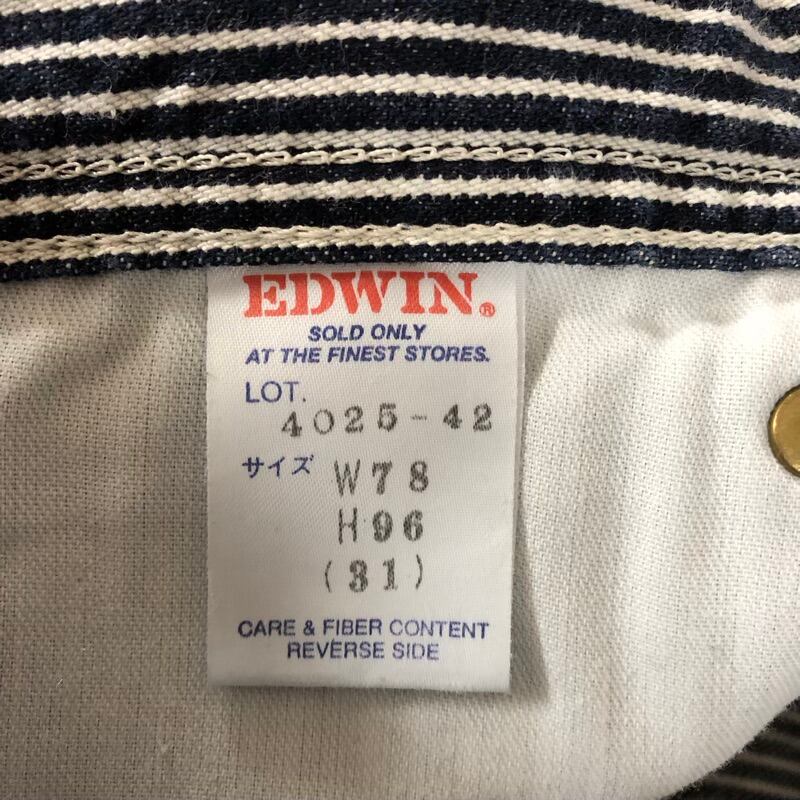 EDWIN®
SOLD ONLY
AT THE FINEST STORES.
LOT.
4025-42
サイズ W78
H96
(31)
CARE & FIBER CONTENT
REVERSE SIDE